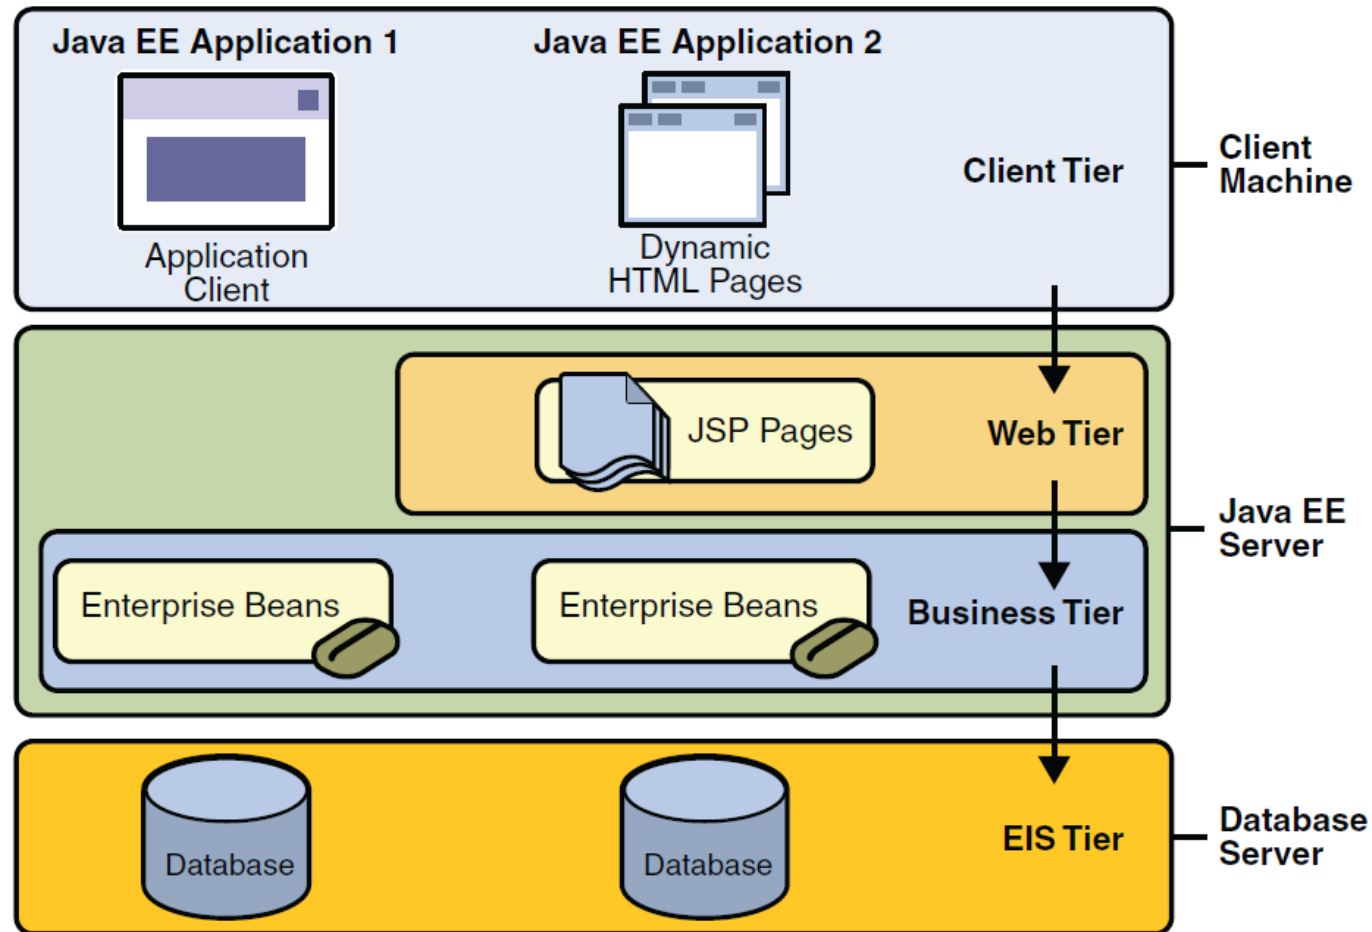 Java EE Application 1
Java EE Application 2
Application
Client
Dynamic
HTML Pages
Client Tier
Client
Machine
JSP Pages
Web Tier
Java EE
Server
Enterprise Beans
Enterprise Beans
Business Tier
Database
Database
EIS Tier
Database
Server